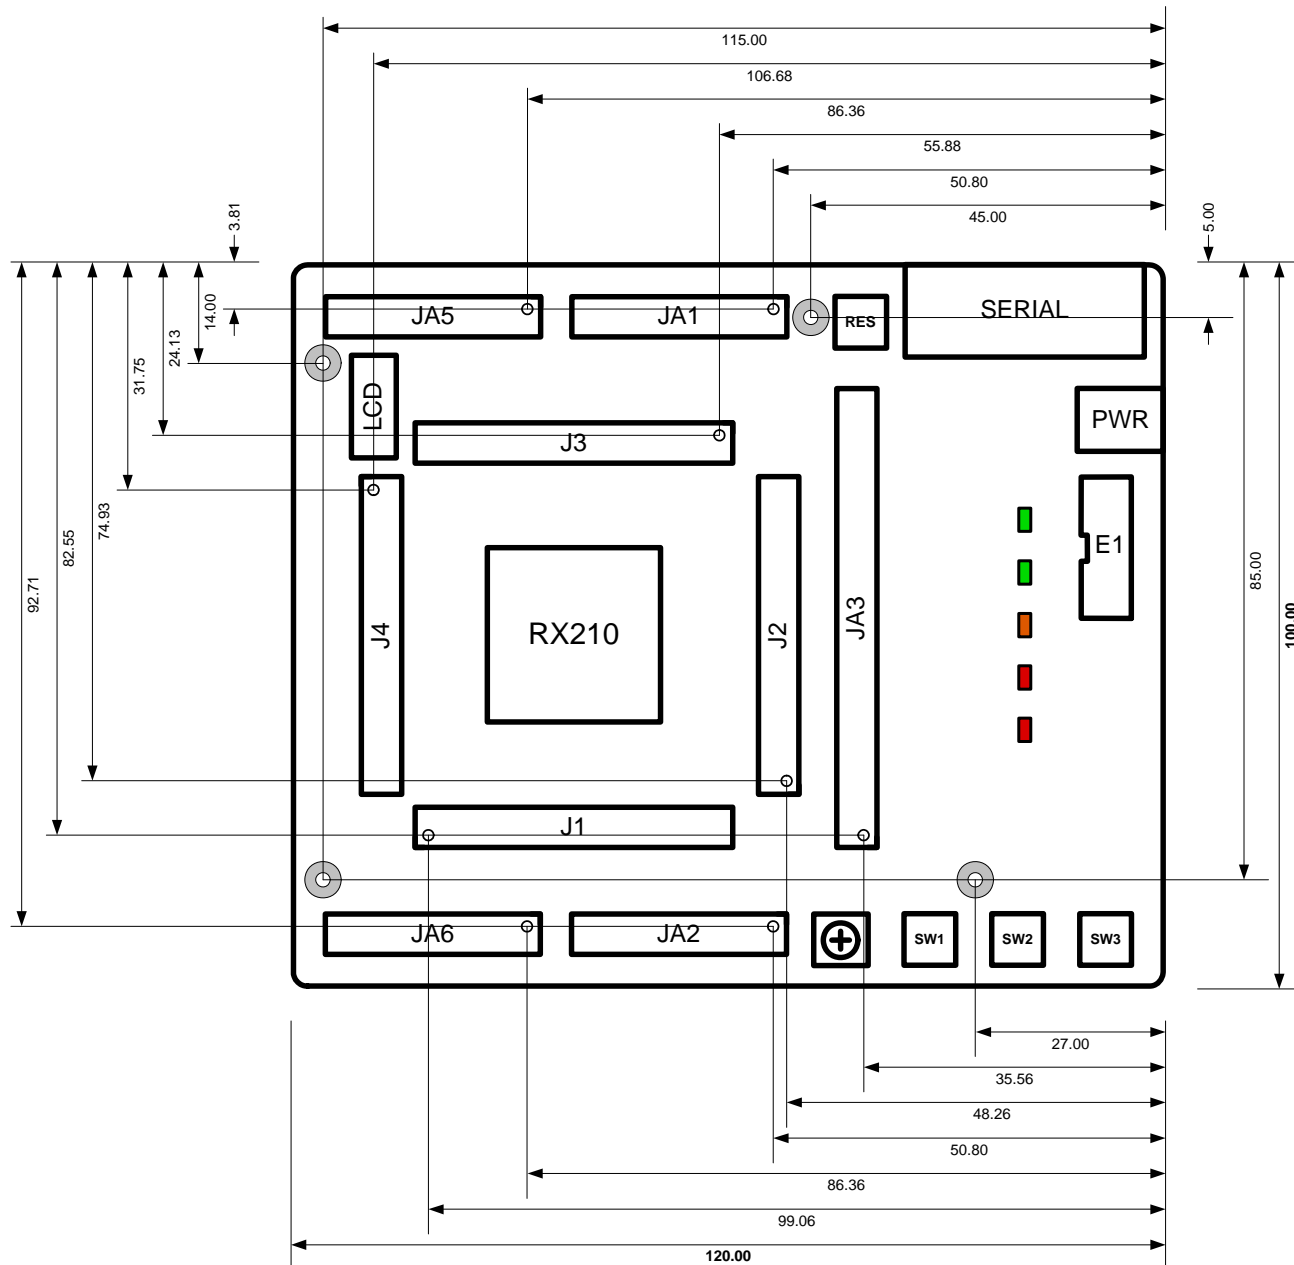 115.00
106.68
86.36
55.88
50.80
45.00
3.81
5.00
14.00
24.13
31.75
74.93
82.55
92.71
85.00
100.00
JA5
JA1
RES
SERIAL
LCD
J3
PWR
E1
J4
RX210
J2
JA3
J1
JA6
JA2
SW1
SW2
SW3
27.00
35.56
48.26
50.80
86.36
99.06
120.00